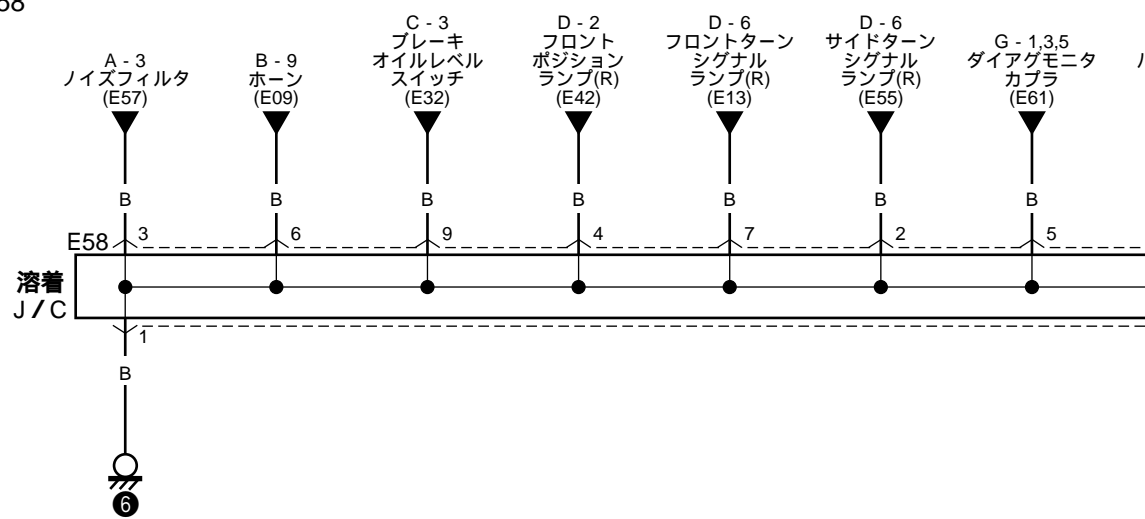 A - 3
ノイズフィルタ
(E57)
B - 9
ホーン
(E09)
C - 3
ブレーキ
オイルレベル
スイッチ
(E32)
D - 2
フロント
ポジション
ランプ(R)
(E42)
D - 6
フロントターン
シグナル
ランプ(R)
(E13)
D - 6
サイドターン
シグナル
ランプ(R)
(E55)
G - 1,3,5
ダイアグモニタ
カプラ
(E61)
B B B B B B B
E58 3 6 9 4 7 2 5
溶着
J / C
1
B
6